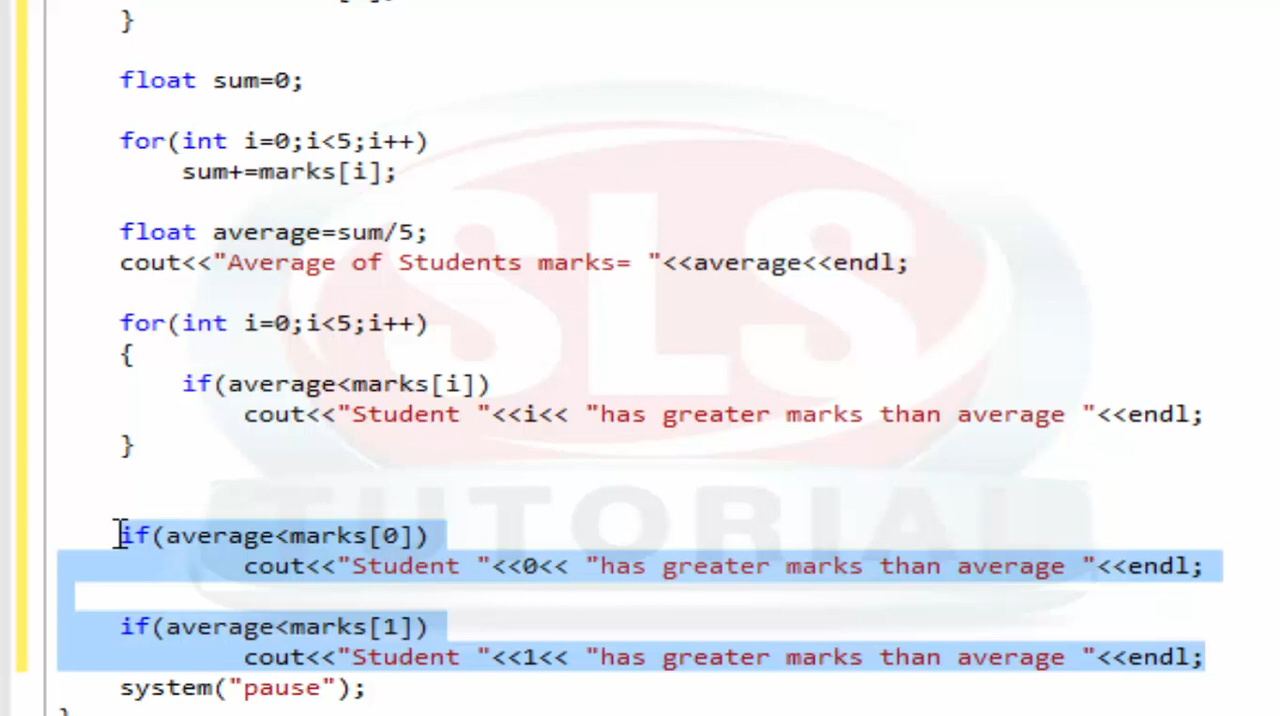 }
float sum=0;
for(int i=0;i<5;i++)
sum+=marks[i];
float average=sum/5;
cout<<"Average of Students marks= "<<average<<endl;
for(int i=0;i<5;i++)
{
if(average<marks[i])
cout<<"Student "<<i<< "has greater marks than average "<<endl;
}
if(average<marks[0])
cout<<"Student "<<0<< "has greater marks than average "<<endl;
if(average<marks[1])
cout<<"Student "<<1<< "has greater marks than average "<<endl;
system("pause");
SLS
TUTORIAL